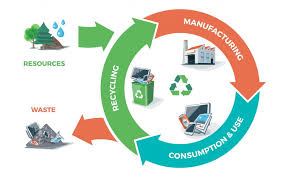 RESOURCES
MANUFACTURING
RECYCLING
WASTE
CONSUMPTION & USE